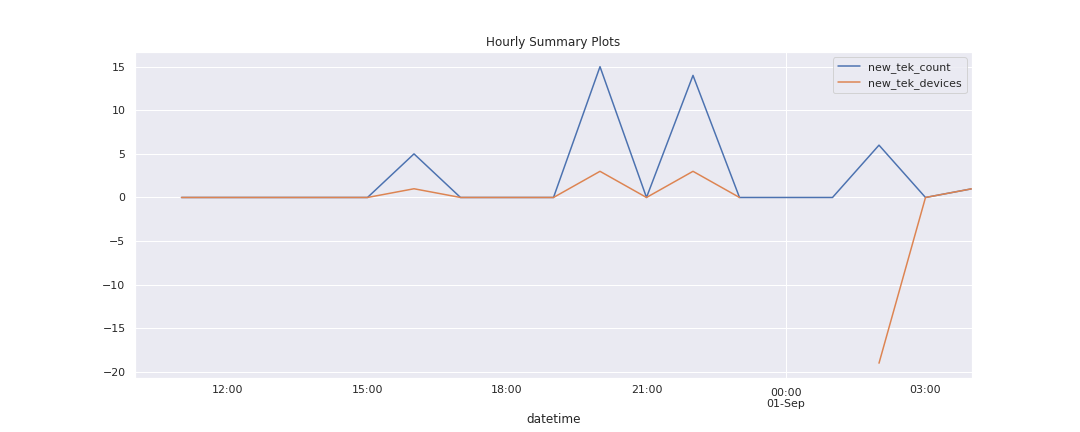 Hourly Summary Plots
new_tek_count
new_tek_devices
15
10
5
0
−5
−10
−15
−20
12:00
15:00
18:00
21:00
00:00
01-Sep
03:00
datetime